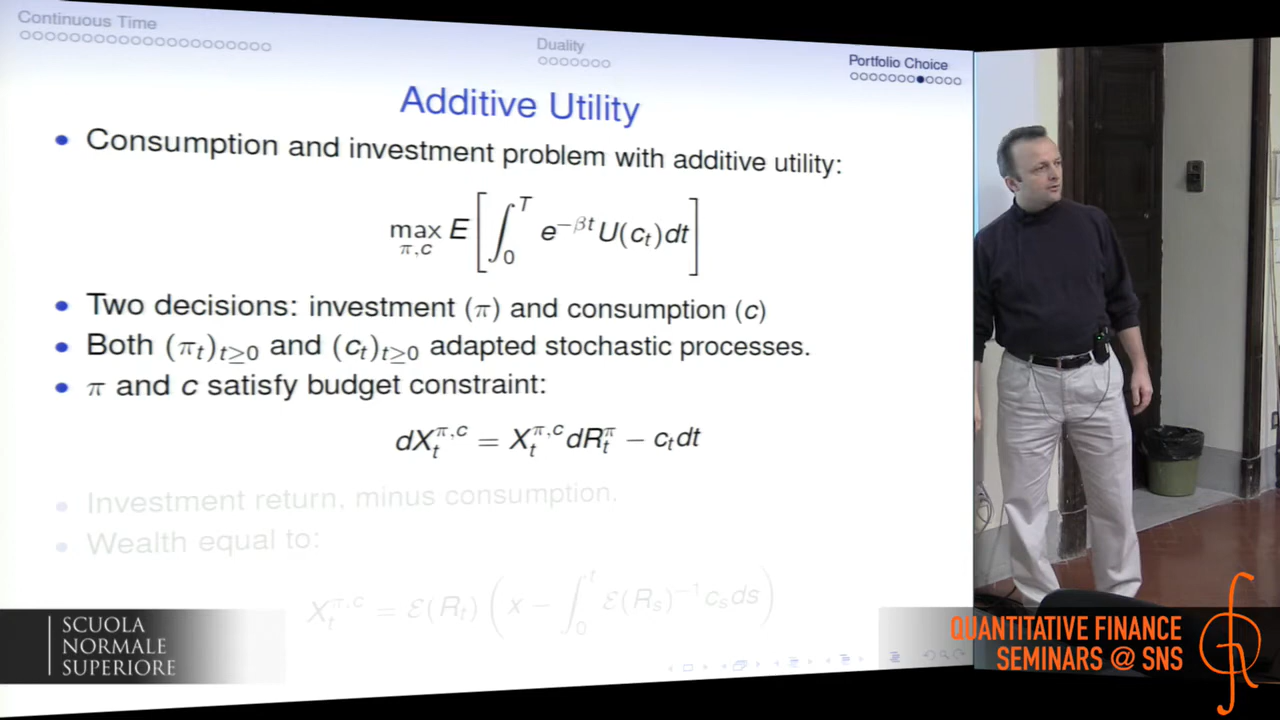 Continuous Time
Duality
Portfolio Choice
Additive Utility
• Consumption and investment problem with additive utility:
max E [ ∫₀ᵀ e^{−βt} U(c_t)dt ]
π,c
• Two decisions: investment (π) and consumption (c)
• Both (π_t)_{t≥0} and (c_t)_{t≥0} adapted stochastic processes.
• π and c satisfy budget constraint:
dX_t^{π,c} = X_t^{π,c} dR_t^π − c_t dt
• Investment return, minus consumption.
• Wealth equal to:
X_t^{π,c} = ℰ(R_t) ( x − ∫₀ᵗ ℰ(R_s)^{−1} c_s ds )
SCUOLA
NORMALE
SUPERIORE
QUANTITATIVE FINANCE
SEMINARS @ SNS